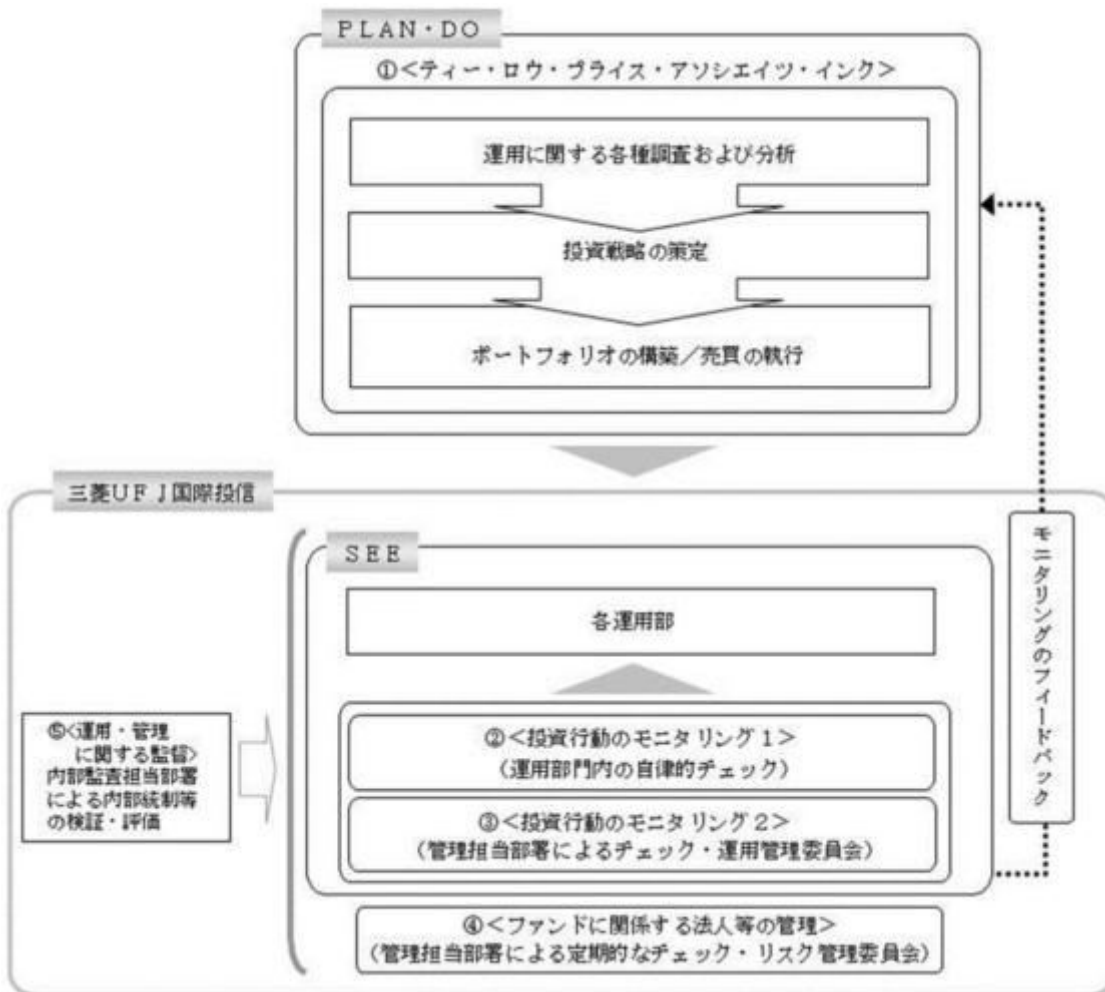 ＰＬＡＮ・ＤＯ
①＜ティー・ロウ・プライス・アソシエイツ・インク＞
運用に関する各種調査および分析
投資戦略の策定
ポートフォリオの構築／売買の執行
三菱ＵＦＪ国際投信
ＳＥＥ
各運用部
②＜投資行動のモニタリング１＞
（運用部門内の自律的チェック）
③＜投資行動のモニタリング２＞
（管理担当部署によるチェック・運用管理委員会）
④＜ファンドに関係する法人等の管理＞
（管理担当部署による定期的なチェック・リスク管理委員会）
⑤＜運用・管理
に関する監督＞
内部監査担当部署
による内部統制等
の検証・評価
モニタリングのフィードバック